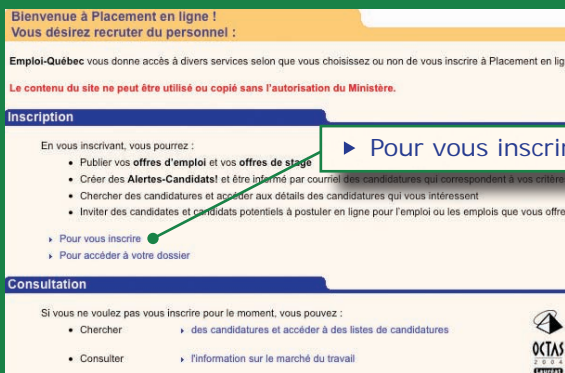 Bienvenue à Placement en ligne !
Vous désirez recruter du personnel :
Emploi-Québec vous donne accès à divers services selon que vous choisissez ou non de vous inscrire à Placement en lig
Le contenu du site ne peut être utilisé ou copié sans l'autorisation du Ministère.
Inscription
En vous inscrivant, vous pourrez :
• Publier vos offres d'emploi et vos offres de stage
• Créer des Alertes-Candidats! et être informé par courriel des candidatures qui correspondent à vos critère
• Chercher des candidatures et accéder aux détails des candidatures qui vous intéressent
• Inviter des candidates et candidats potentiels à postuler en ligne pour l'emploi ou les emplois que vous offre
Pour vous inscrir
Pour vous inscrire
Pour accéder à votre dossier
Consultation
Si vous ne voulez pas vous inscrire pour le moment, vous pouvez :
• Chercher des candidatures et accéder à des listes de candidatures
• Consulter l'information sur le marché du travail
OCTAS
2004
Lauréat